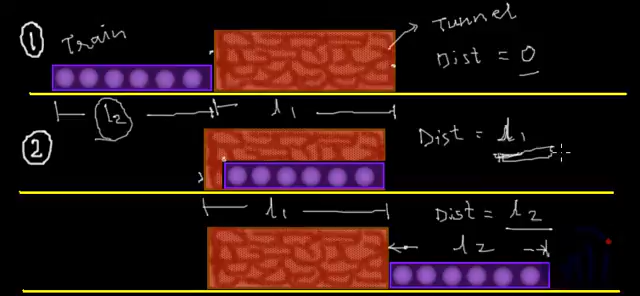 1 Train
Tunnel
Dist = 0
l2 l1
2 Dist = l1
l1 Dist = l2
l2